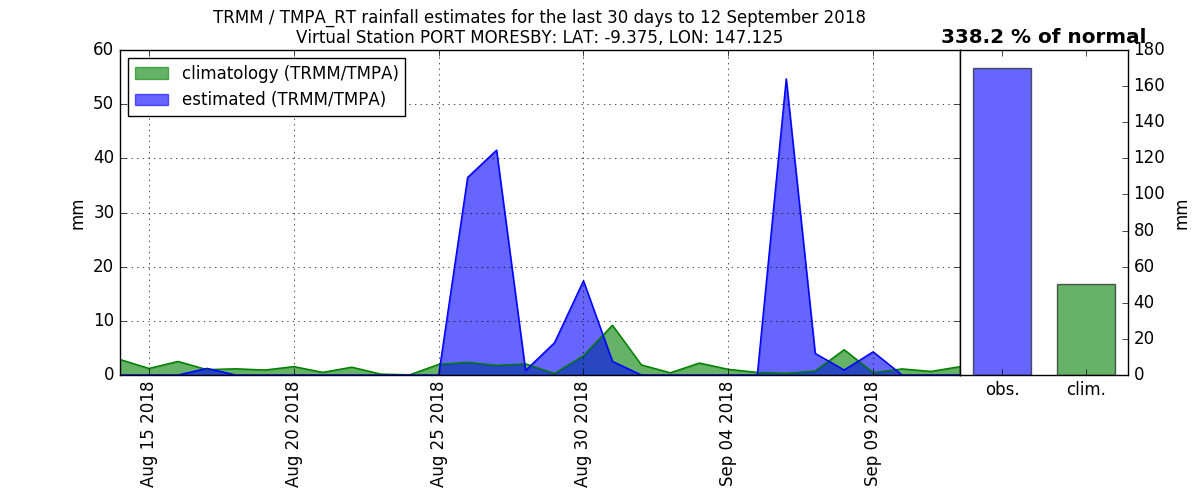 TRMM / TMPA_RT rainfall estimates for the last 30 days to 12 September 2018
Virtual Station PORT MORESBY: LAT: -9.375, LON: 147.125
338.2 % of normal
climatology (TRMM/TMPA)
estimated (TRMM/TMPA)
60
50
40
30
20
10
0
mm
Aug 15 2018
Aug 20 2018
Aug 25 2018
Aug 30 2018
Sep 04 2018
Sep 09 2018
180
160
140
120
100
80
60
40
20
0
mm
obs.
clim.